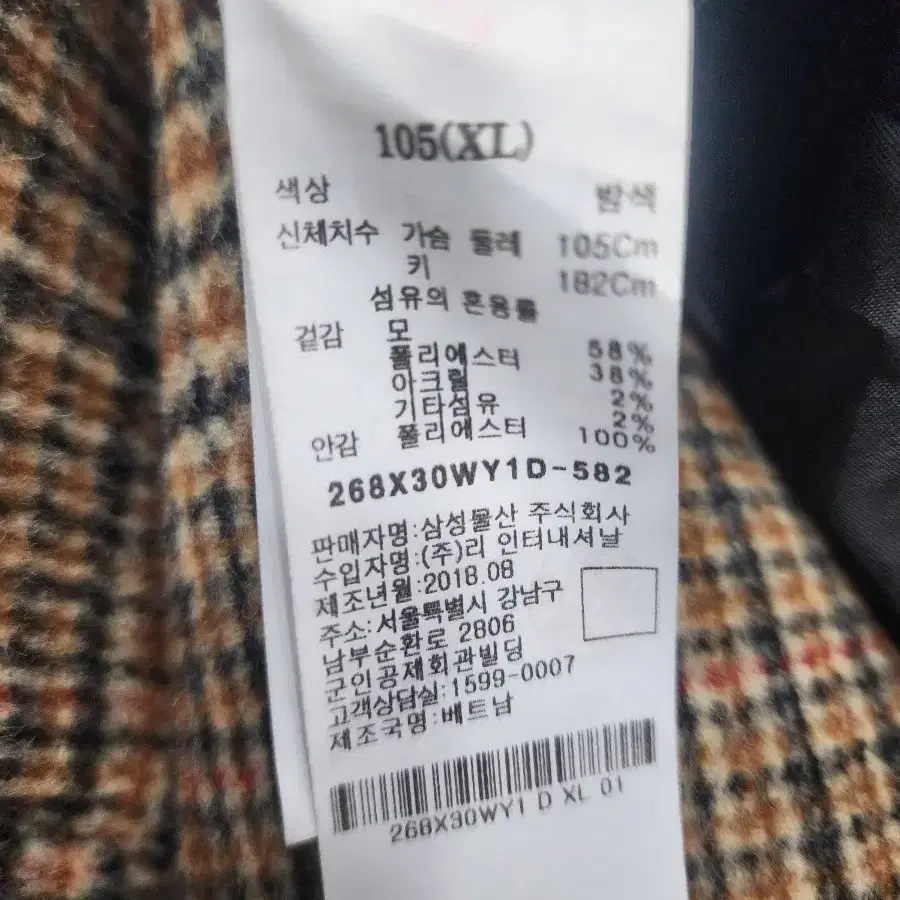 105(XL)
색상 밤색
신체치수 가슴 둘레 105Cm
키 182Cm
섬유의 혼용률
겉감 모 58%
폴리에스터 38%
아크릴 2%
기타섬유 2%
안감 폴리에스터 100%
268X30WY1D-582
판매자명:삼성물산 주식회사
수입자명:(주)리 인터내셔날
제조년월:2018.08
주소:서울특별시 강남구
남부순환로 2806
군인공제회관빌딩
고객상담실:1599-0007
제조국명:베트남
268X30WY1 D XL 01